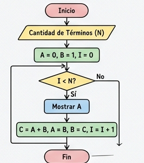 Inicio
Cantidad de Términos (N)
A = 0, B = 1, I = 0
I < N?
No
Sí
Mostrar A
C = A + B, A = B, B = C, I = I + 1
Fin